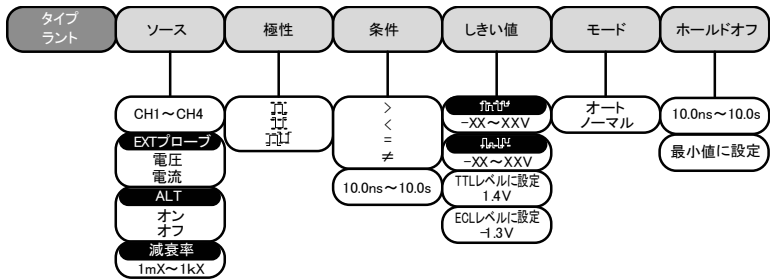 タイプ
ラント
ソース
極性
条件
しきい値
モード
ホールドオフ
CH1～CH4
EXTプローブ
電圧
電流
ALT
オン
オフ
減衰率
1mX～1kX
>
<
=
≠
10.0ns～10.0s
-XX～XXV
-XX～XXV
TTLレベルに設定
1.4V
ECLレベルに設定
-1.3V
オート
ノーマル
10.0ns～10.0s
最小値に設定